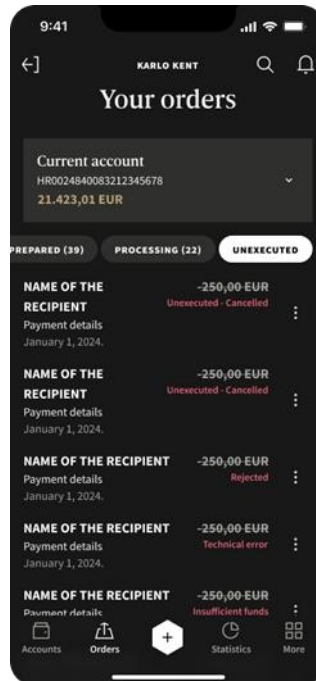 9:41
KARLO KENT
Your orders
Current account
HR0024840083212345678
21.423,01 EUR
PREPARED (39)
PROCESSING (22)
UNEXECUTED
NAME OF THE RECIPIENT
-250,00 EUR
Unexecuted - Cancelled
Payment details
January 1, 2024.
NAME OF THE RECIPIENT
-250,00 EUR
Unexecuted - Cancelled
Payment details
January 1, 2024.
NAME OF THE RECIPIENT
-250,00 EUR
Payment details
Rejected
January 1, 2024.
NAME OF THE RECIPIENT
-250,00 EUR
Payment details
Technical error
January 1, 2024.
NAME OF THE RECIPIENT
-250,00 EUR
Payment details
Insufficient funds
Accounts
Orders
Statistics
More